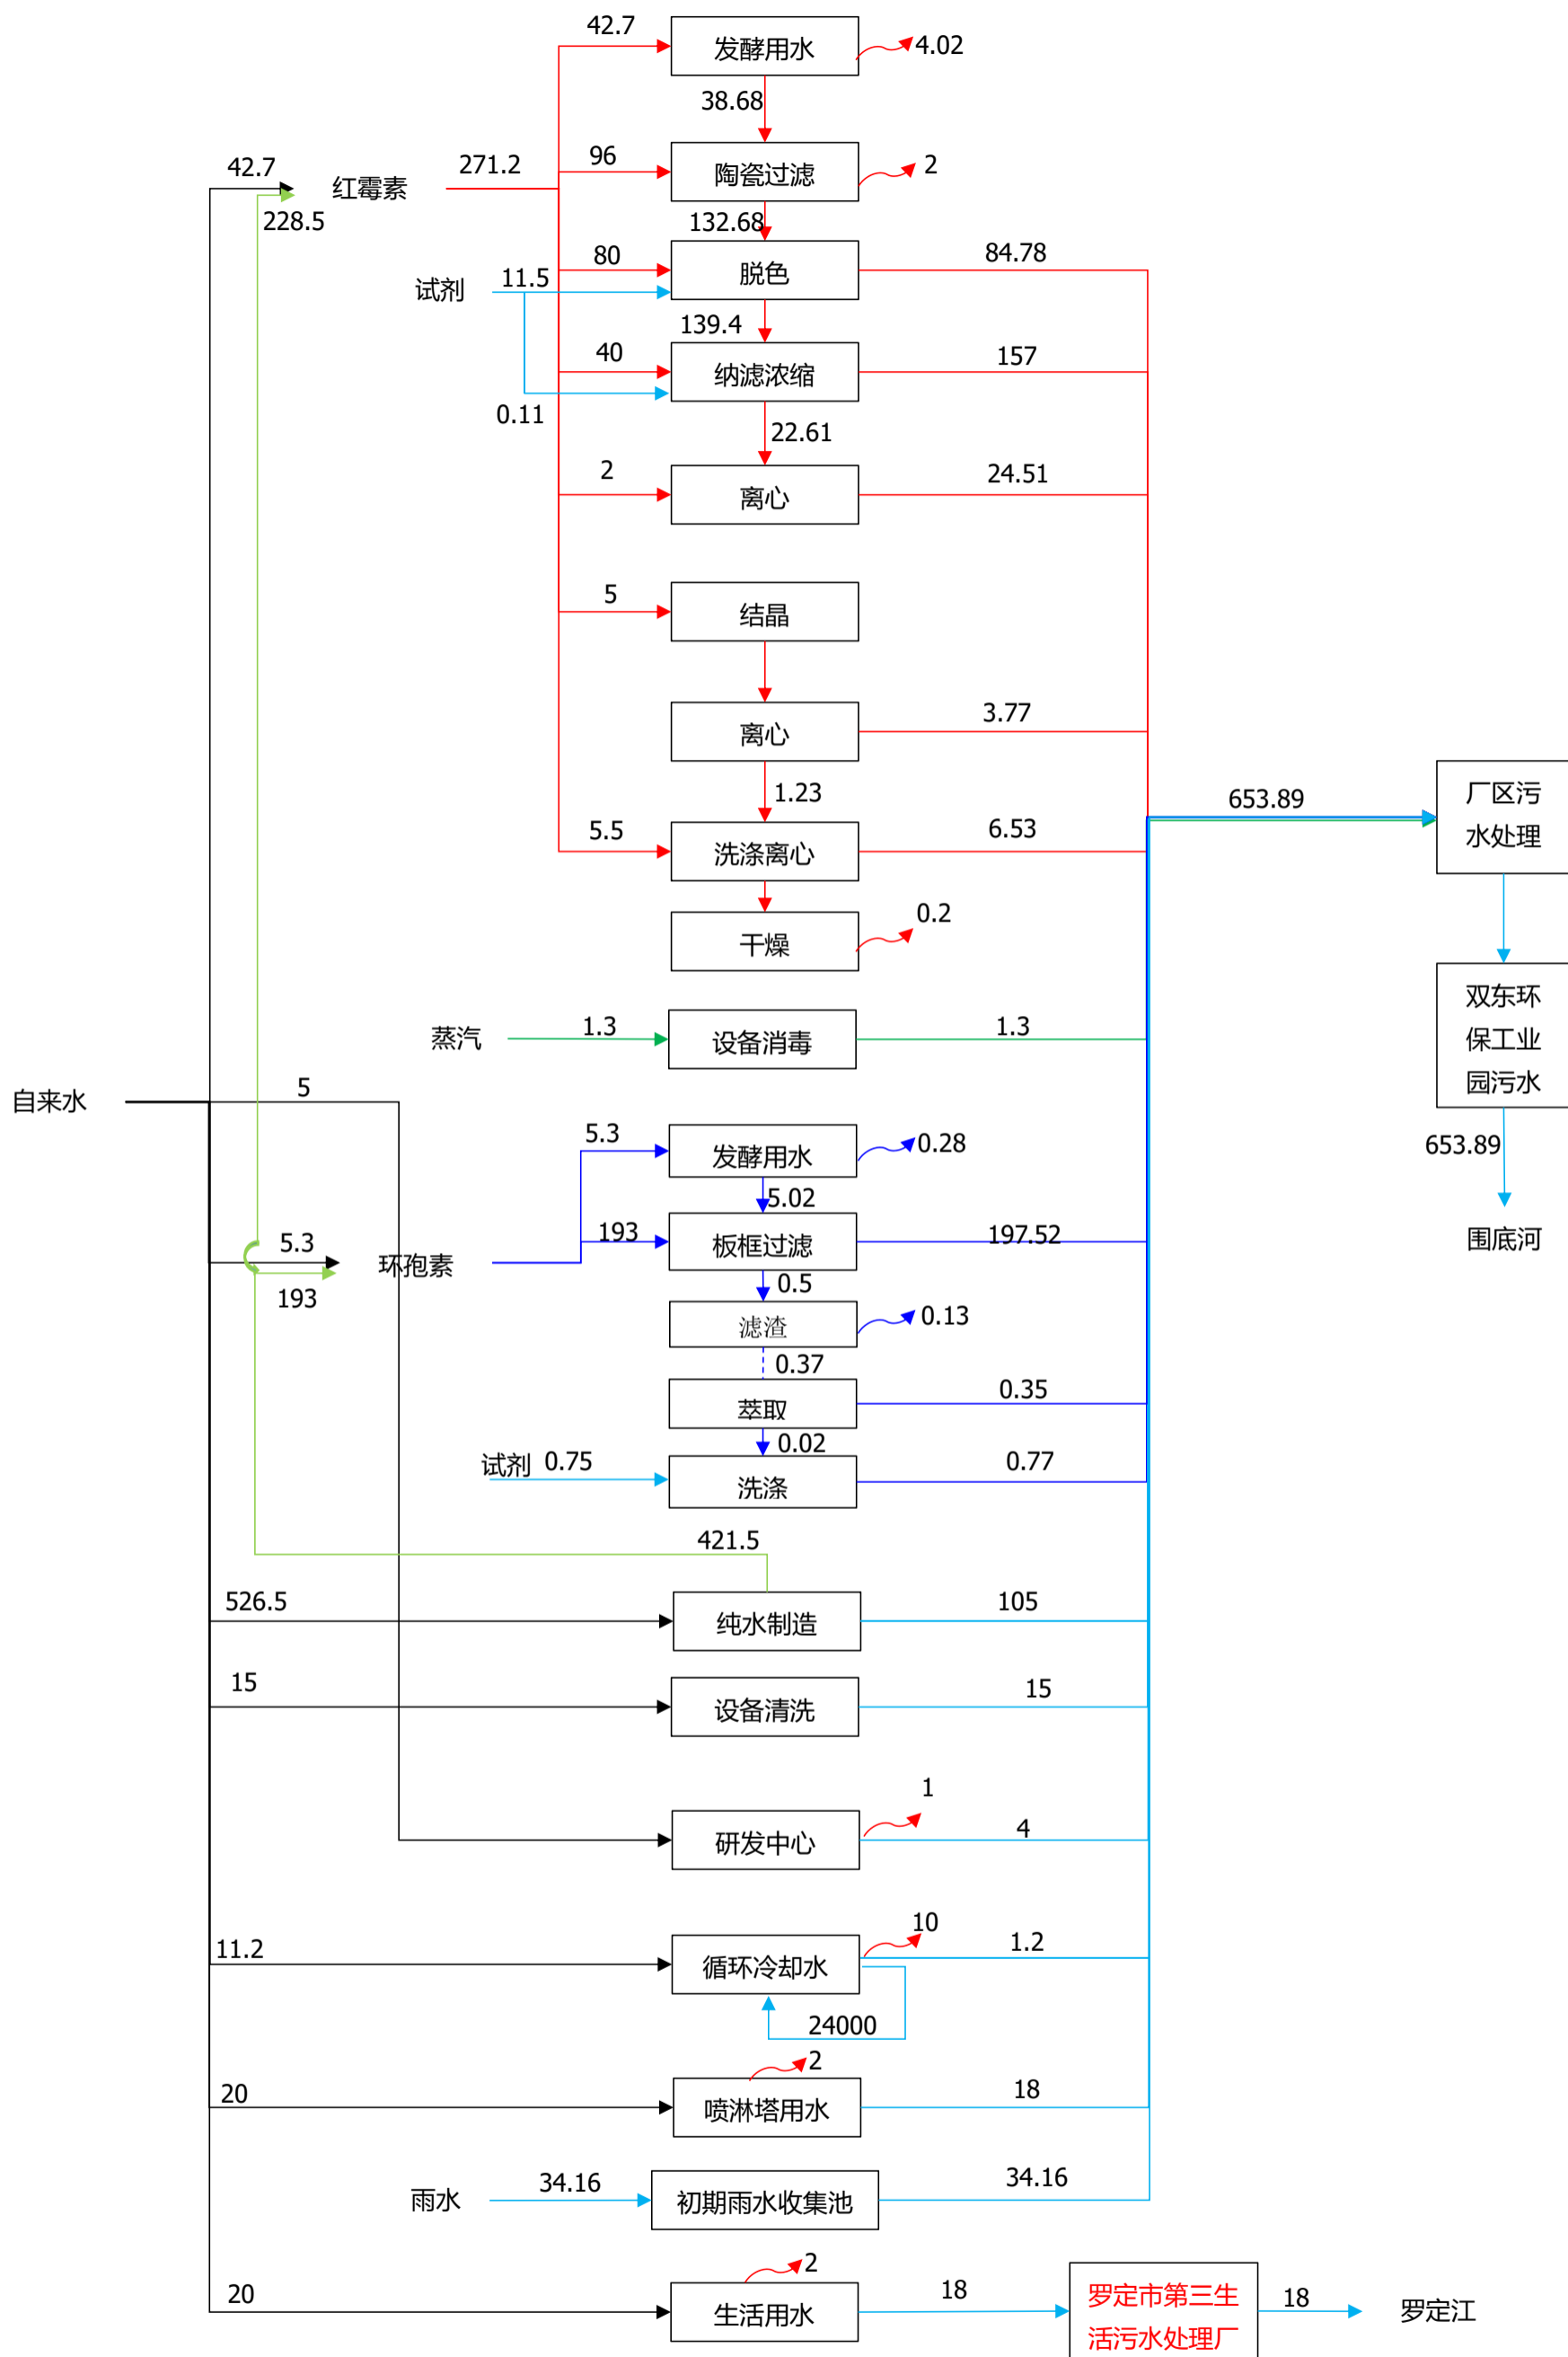 42.7
发酵用水
4.02
38.68
42.7
红霉素
271.2
96
陶瓷过滤
2
228.5
132.68
80
脱色
84.78
试剂
11.5
139.4
40
纳滤浓缩
157
0.11
22.61
2
离心
24.51
5
结晶
离心
3.77
1.23
5.5
洗涤离心
6.53
653.89
厂区污
水处理
干燥
0.2
双东环
保工业
园污水
蒸汽
1.3
设备消毒
1.3
自来水
5
5.3
发酵用水
0.28
653.89
5.02
5.3
环孢素
193
板框过滤
197.52
围底河
193
0.5
滤渣
0.13
0.37
萃取
0.35
0.02
试剂
0.75
洗涤
0.77
421.5
526.5
纯水制造
105
15
设备清洗
15
1
研发中心
4
10
11.2
循环冷却水
1.2
24000
2
20
喷淋塔用水
18
雨水
34.16
初期雨水收集池
34.16
2
20
生活用水
18
罗定市第三生
活污水处理厂
18
罗定江